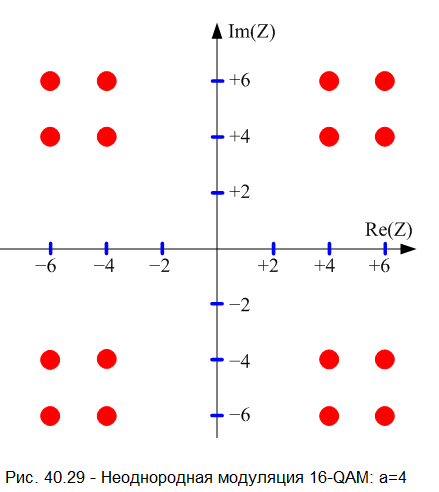 Im(Z)
+6
+4
+2
Re(Z)
−6 −4 −2 +2 +4 +6
−2
−4
−6
Рис. 40.29 - Неоднородная модуляция 16-QAM: a=4